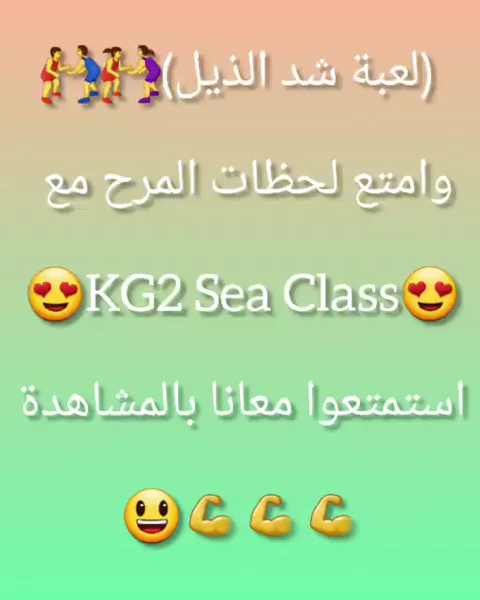 (لعبة شد الذيل)🤼‍♂️🤼‍♀️
وامتع لحظات المرح مع
😍KG2 Sea Class😍
استمتعوا معانا بالمشاهدة
💪💪💪😃